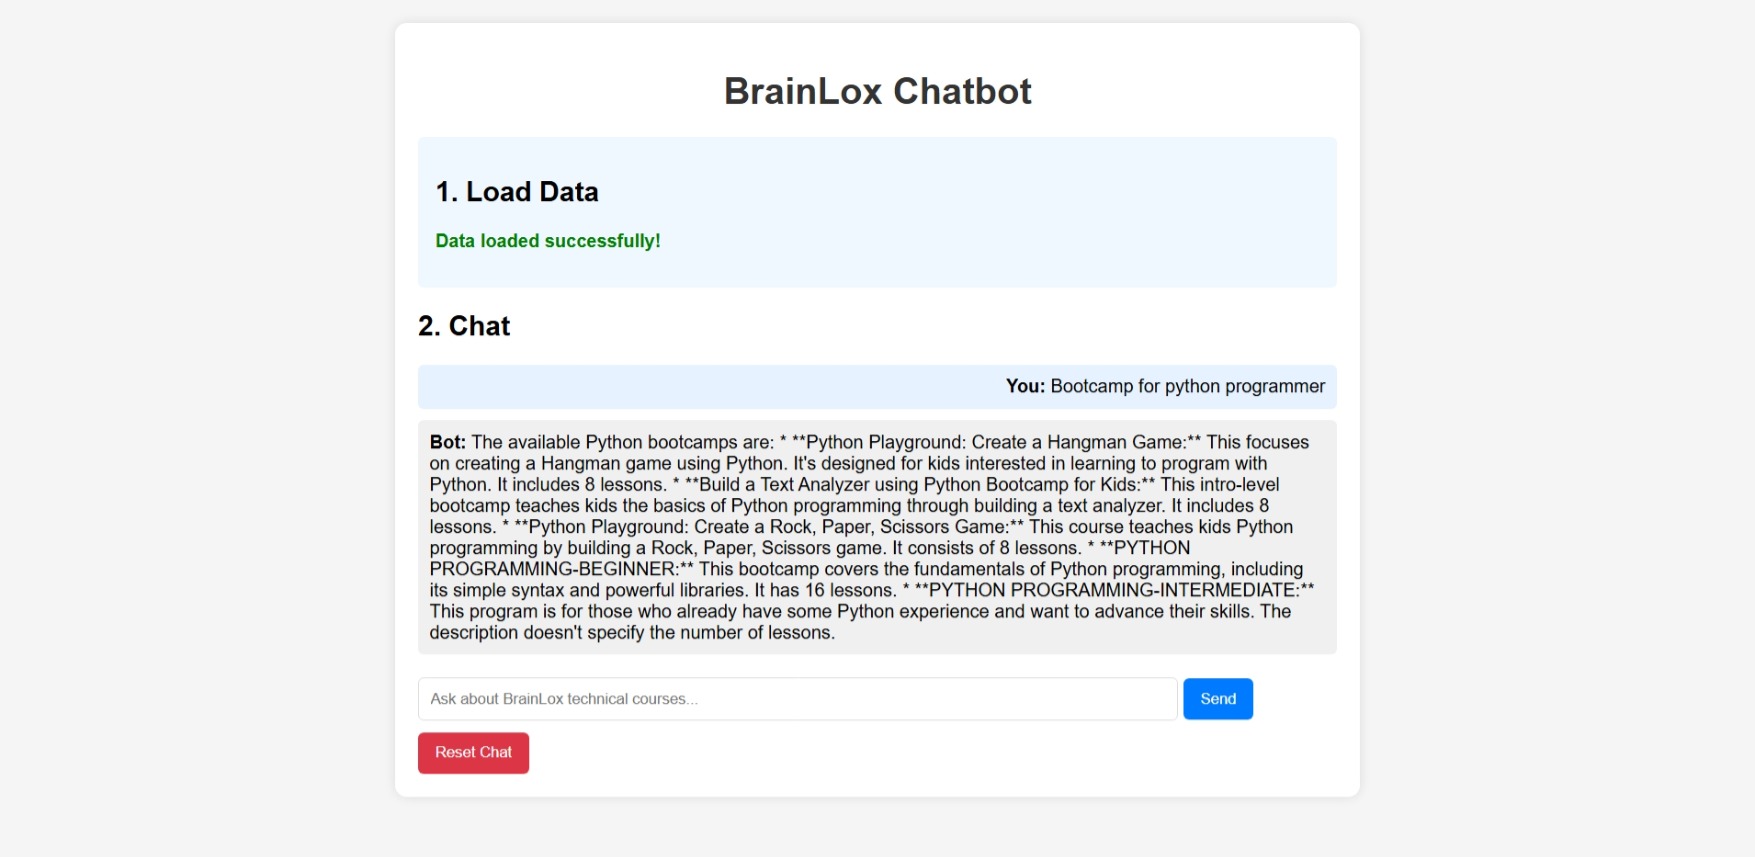 BrainLox Chatbot
1. Load Data
Data loaded successfully!
2. Chat
You: Bootcamp for python programmer
Bot: The available Python bootcamps are: * **Python Playground: Create a Hangman Game:** This focuses
on creating a Hangman game using Python. It's designed for kids interested in learning to program with
Python. It includes 8 lessons. * **Build a Text Analyzer using Python Bootcamp for Kids:** This intro-level
bootcamp teaches kids the basics of Python programming through building a text analyzer. It includes 8
lessons. * **Python Playground: Create a Rock, Paper, Scissors Game:** This course teaches kids Python
programming by building a Rock, Paper, Scissors game. It consists of 8 lessons. * **PYTHON
PROGRAMMING-BEGINNER:** This bootcamp covers the fundamentals of Python programming, including
its simple syntax and powerful libraries. It has 16 lessons. * **PYTHON PROGRAMMING-INTERMEDIATE:**
This program is for those who already have some Python experience and want to advance their skills. The
description doesn't specify the number of lessons.
Ask about BrainLox technical courses...
Send
Reset Chat